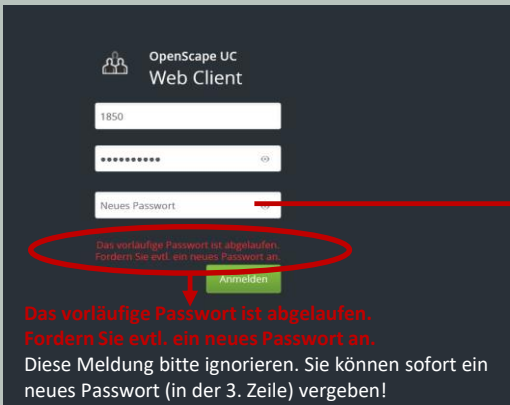 OpenScape UC
Web Client
1850
Neues Passwort
Das vorläufige Passwort ist abgelaufen.
Fordern Sie evtl. ein neues Passwort an.
Anmelden
Das vorläufige Passwort ist abgelaufen.
Fordern Sie evtl. ein neues Passwort an.
Diese Meldung bitte ignorieren. Sie können sofort ein
neues Passwort (in der 3. Zeile) vergeben!